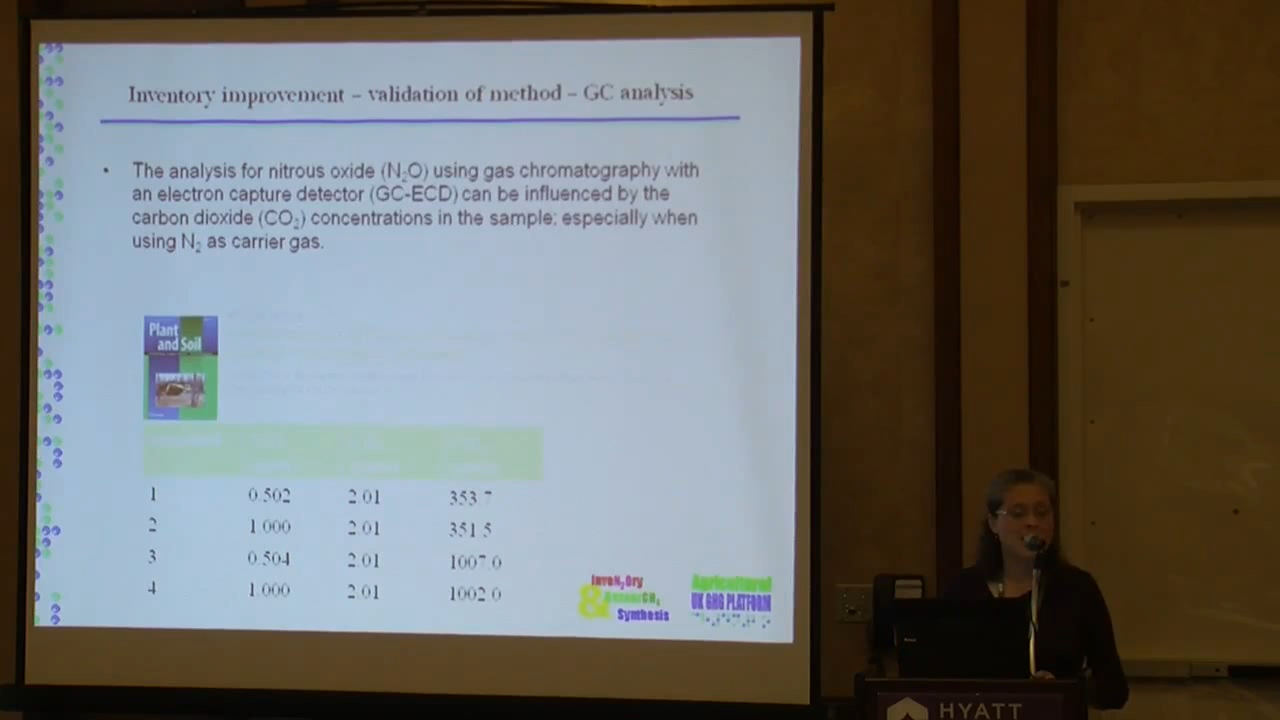 Inventory improvement – validation of method – GC analysis
• The analysis for nitrous oxide (N₂O) using gas chromatography with
an electron capture detector (GC-ECD) can be influenced by the
carbon dioxide (CO₂) concentrations in the sample; especially when
using N₂ as carrier gas.
Plant
and Soil
1 0.502 2.01 353.7
2 1.000 2.01 351.5
3 0.504 2.01 1007.0
4 1.000 2.01 1002.0
InveN₂Ory
&
Synthesis
Agricultural
UK GHG PLATFORM
HYATT